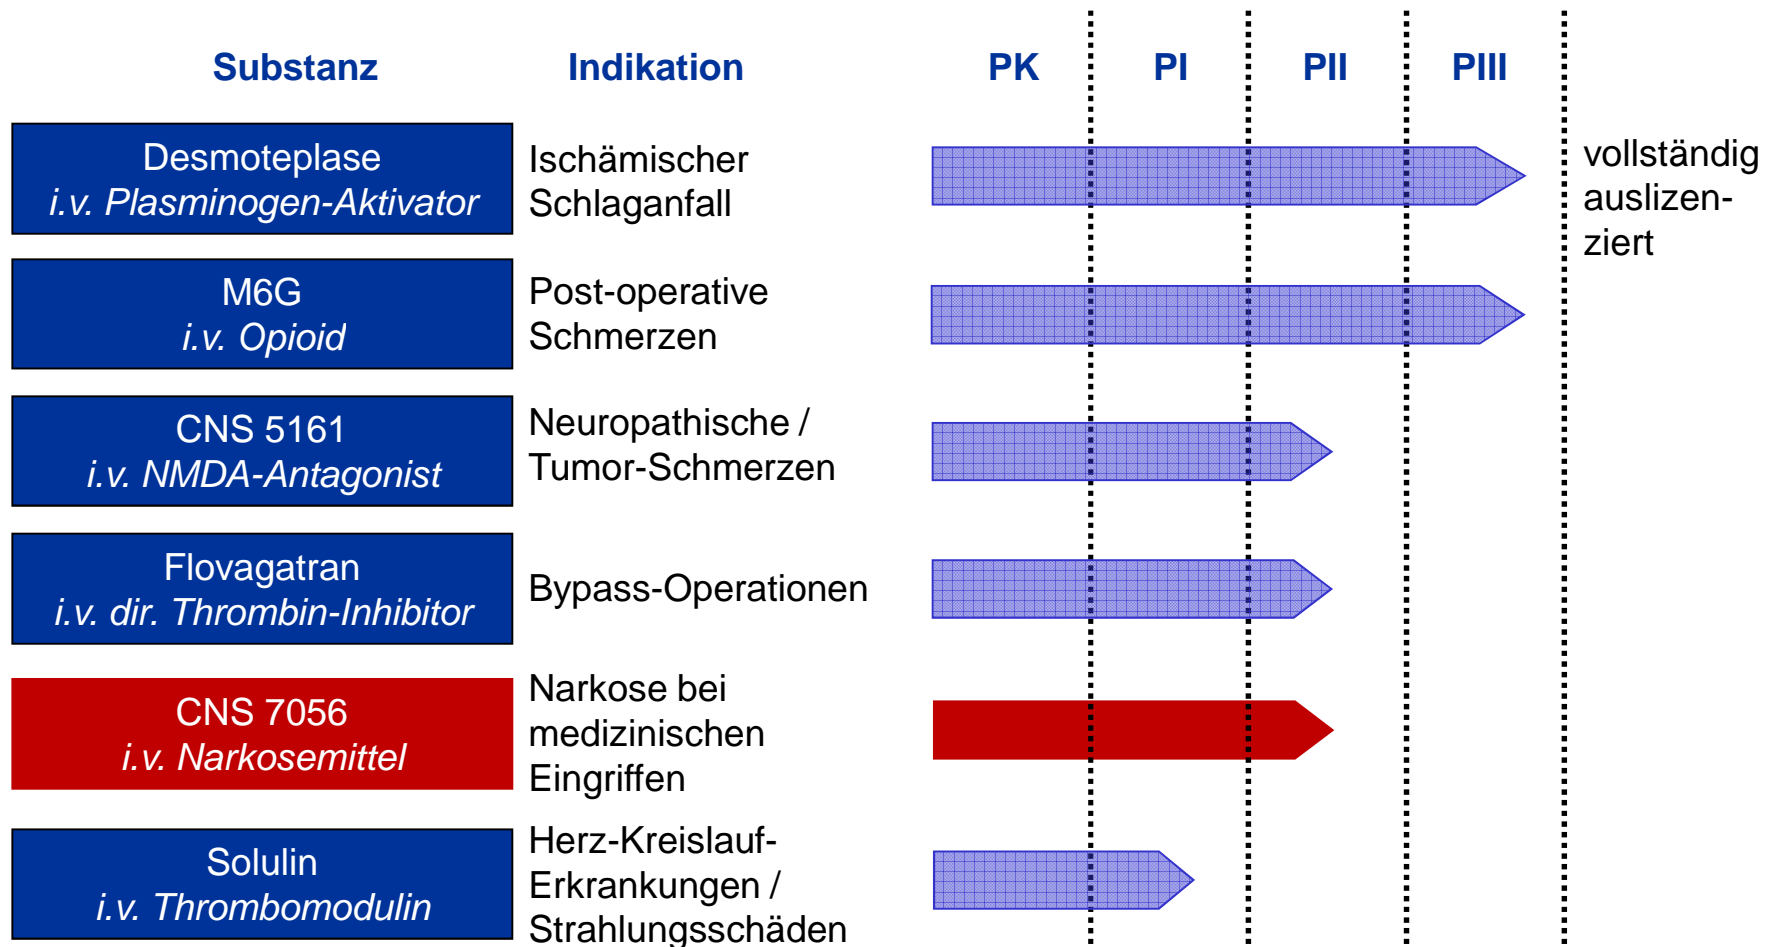 Substanz Indikation PK PI PII PIII
Desmoteplase
i.v. Plasminogen-Aktivator
Ischämischer
Schlaganfall
vollständig
auslizen-
ziert
M6G
i.v. Opioid
Post-operative
Schmerzen
CNS 5161
i.v. NMDA-Antagonist
Neuropathische /
Tumor-Schmerzen
Flovagatran
i.v. dir. Thrombin-Inhibitor
Bypass-Operationen
CNS 7056
i.v. Narkosemittel
Narkose bei
medizinischen
Eingriffen
Solulin
i.v. Thrombomodulin
Herz-Kreislauf-
Erkrankungen /
Strahlungsschäden